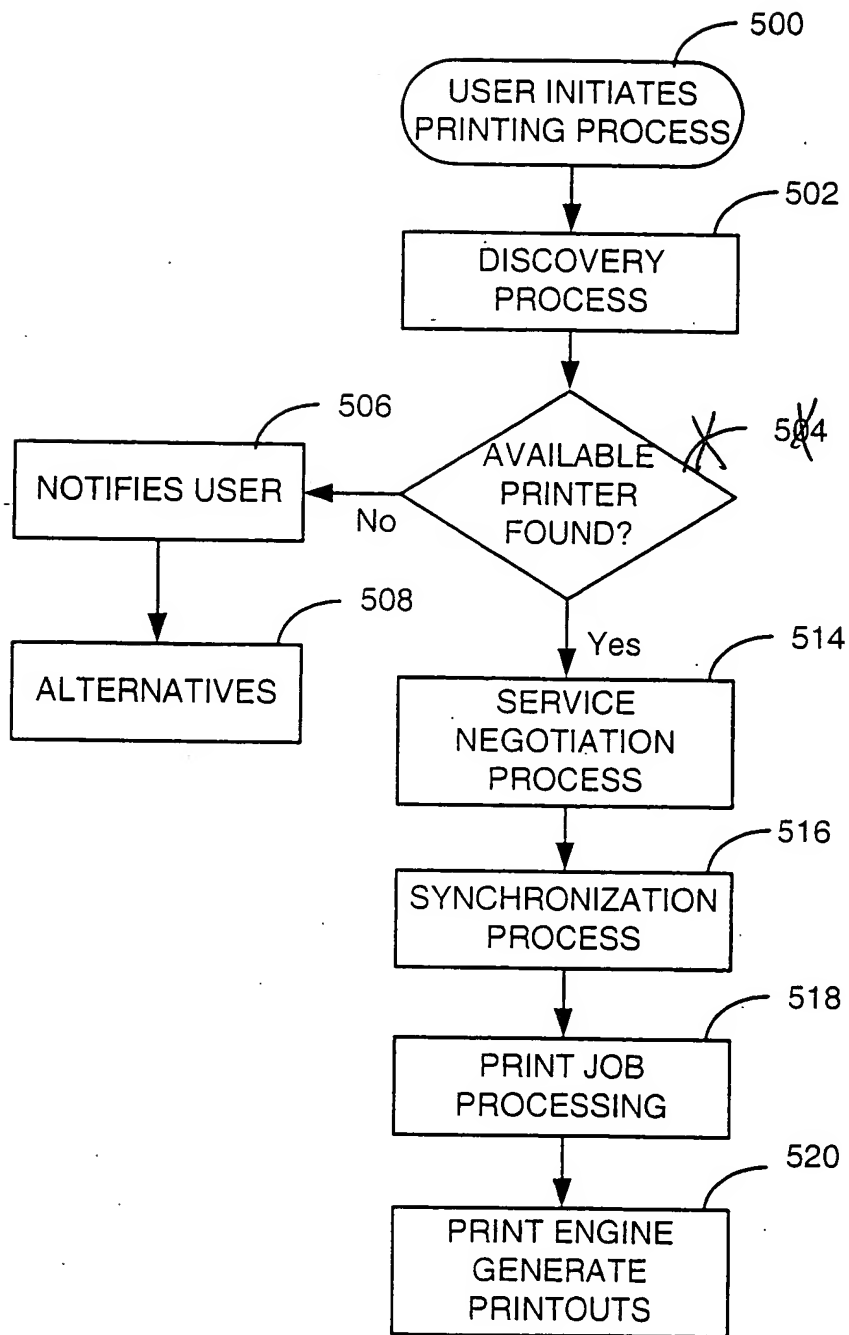 500
USER INITIATES
PRINTING PROCESS
502
DISCOVERY
PROCESS
504
AVAILABLE
PRINTER
FOUND?
No
506
NOTIFIES USER
508
ALTERNATIVES
Yes
514
SERVICE
NEGOTIATION
PROCESS
516
SYNCHRONIZATION
PROCESS
518
PRINT JOB
PROCESSING
520
PRINT ENGINE
GENERATE
PRINTOUTS